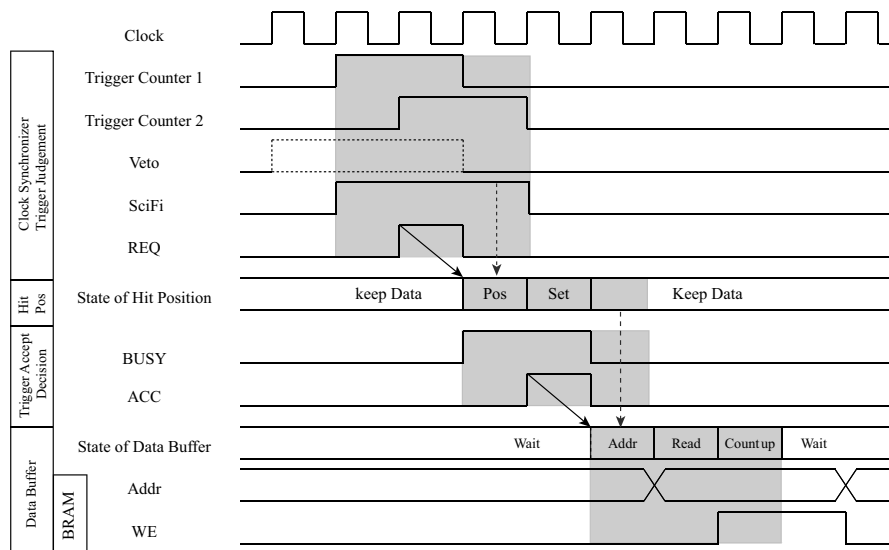 Clock
Clock Synchronizer
Trigger Judgement
Trigger Counter 1
Trigger Counter 2
Veto
SciFi
REQ
Hit
Pos
State of Hit Position
keep Data
Pos
Set
Keep Data
Trigger Accept
Decision
BUSY
ACC
Data Buffer
State of Data Buffer
Wait
Addr
Read
Count up
Wait
BRAM
Addr
WE